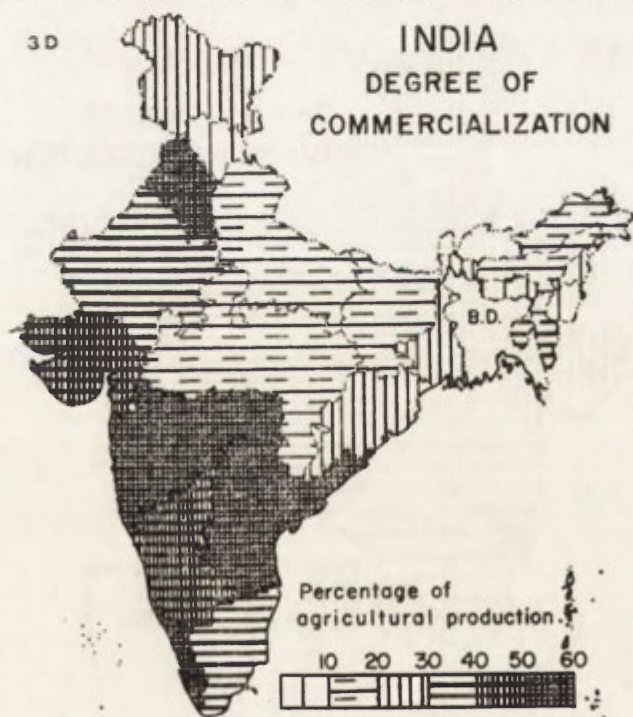 3D
INDIA
DEGREE OF
COMMERCIALIZATION
B.D.
Percentage of
agricultural production
10 20 30 40 50 60